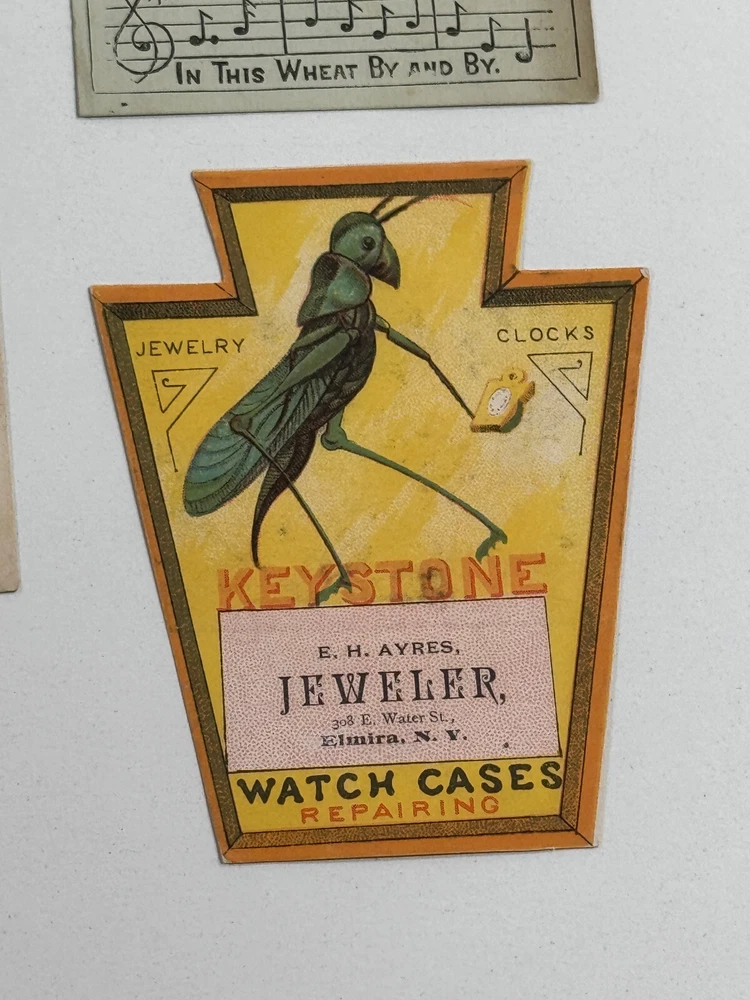 IN THIS WHEAT BY AND BY.
JEWELRY
CLOCKS
KEYSTONE
E. H. AYRES,
JEWELER,
308 E. Water St.,
Elmira, N. Y.
WATCH CASES
REPAIRING